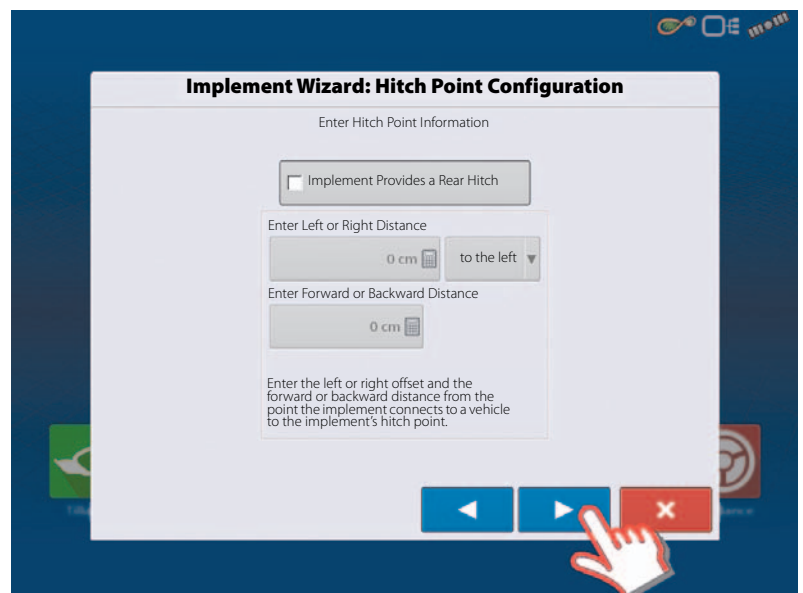 Implement Wizard: Hitch Point Configuration
Enter Hitch Point Information
Implement Provides a Rear Hitch
Enter Left or Right Distance
0 cm
to the left
Enter Forward or Backward Distance
0 cm
Enter the left or right offset and the
forward or backward distance from the
point the implement connects to a vehicle
to the implement's hitch point.